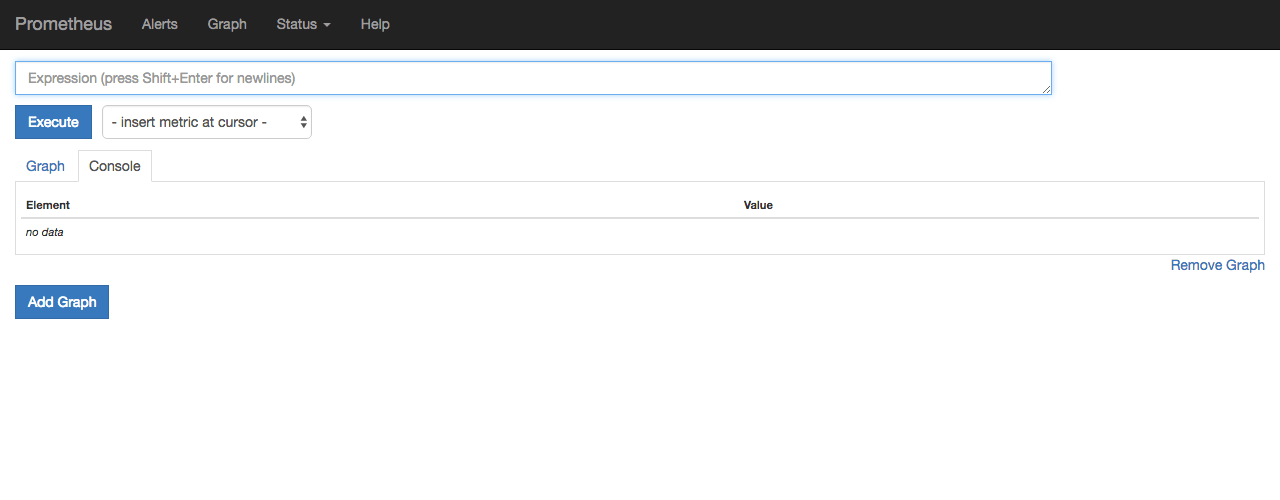 Prometheus Alerts Graph Status Help
Expression (press Shift+Enter for newlines)
Execute - insert metric at cursor -
Graph Console
Element Value
no data
Remove Graph
Add Graph